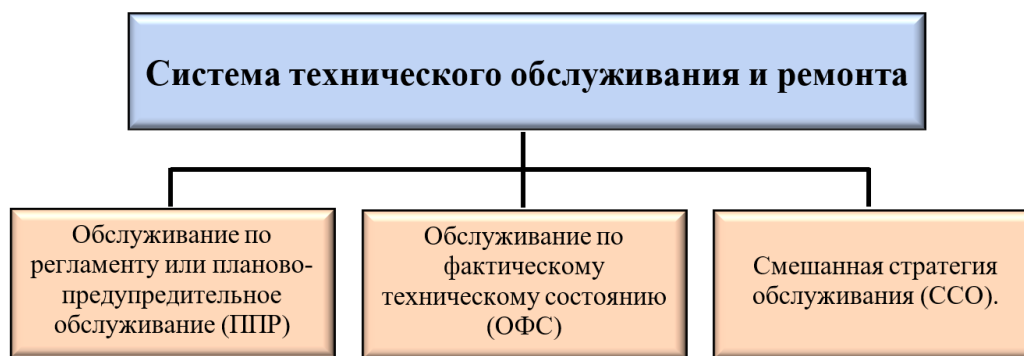 Система технического обслуживания и ремонта
Обслуживание по
регламенту или планово-
предупредительное
обслуживание (ППР)
Обслуживание по
фактическому
техническому состоянию
(ОФС)
Смешанная стратегия
обслуживания (ССО).